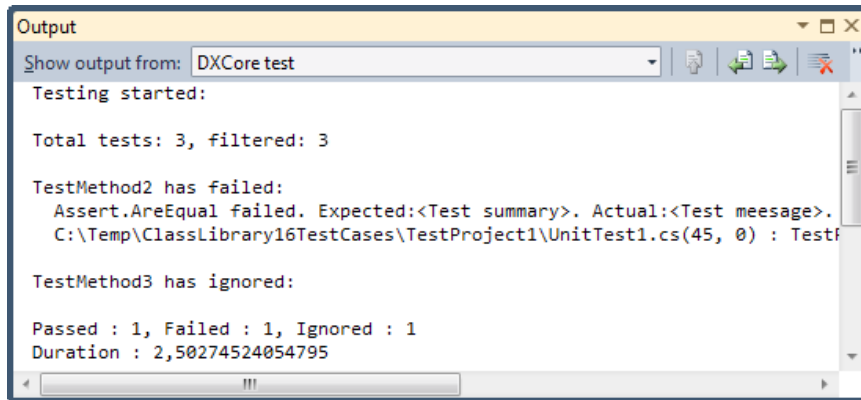 Output
Show output from: DXCore test
Testing started:
Total tests: 3, filtered: 3
TestMethod2 has failed:
Assert.AreEqual failed. Expected:<Test summary>. Actual:<Test meesage>.
C:\Temp\ClassLibrary16TestCases\TestProject1\UnitTest1.cs(45, 0) :
TestMethod3 has ignored:
Passed : 1, Failed : 1, Ignored : 1
Duration : 2,50274524054795